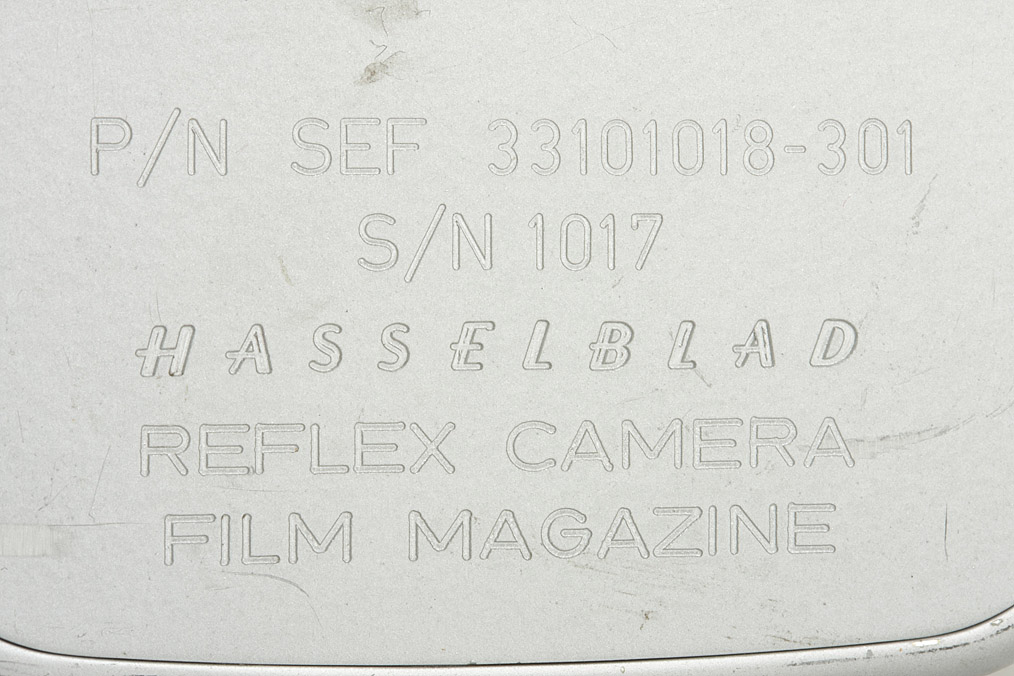 P/N SEF 33101018-301
S/N 1017
HASSELBLAD
REFLEX CAMERA
FILM MAGAZINE